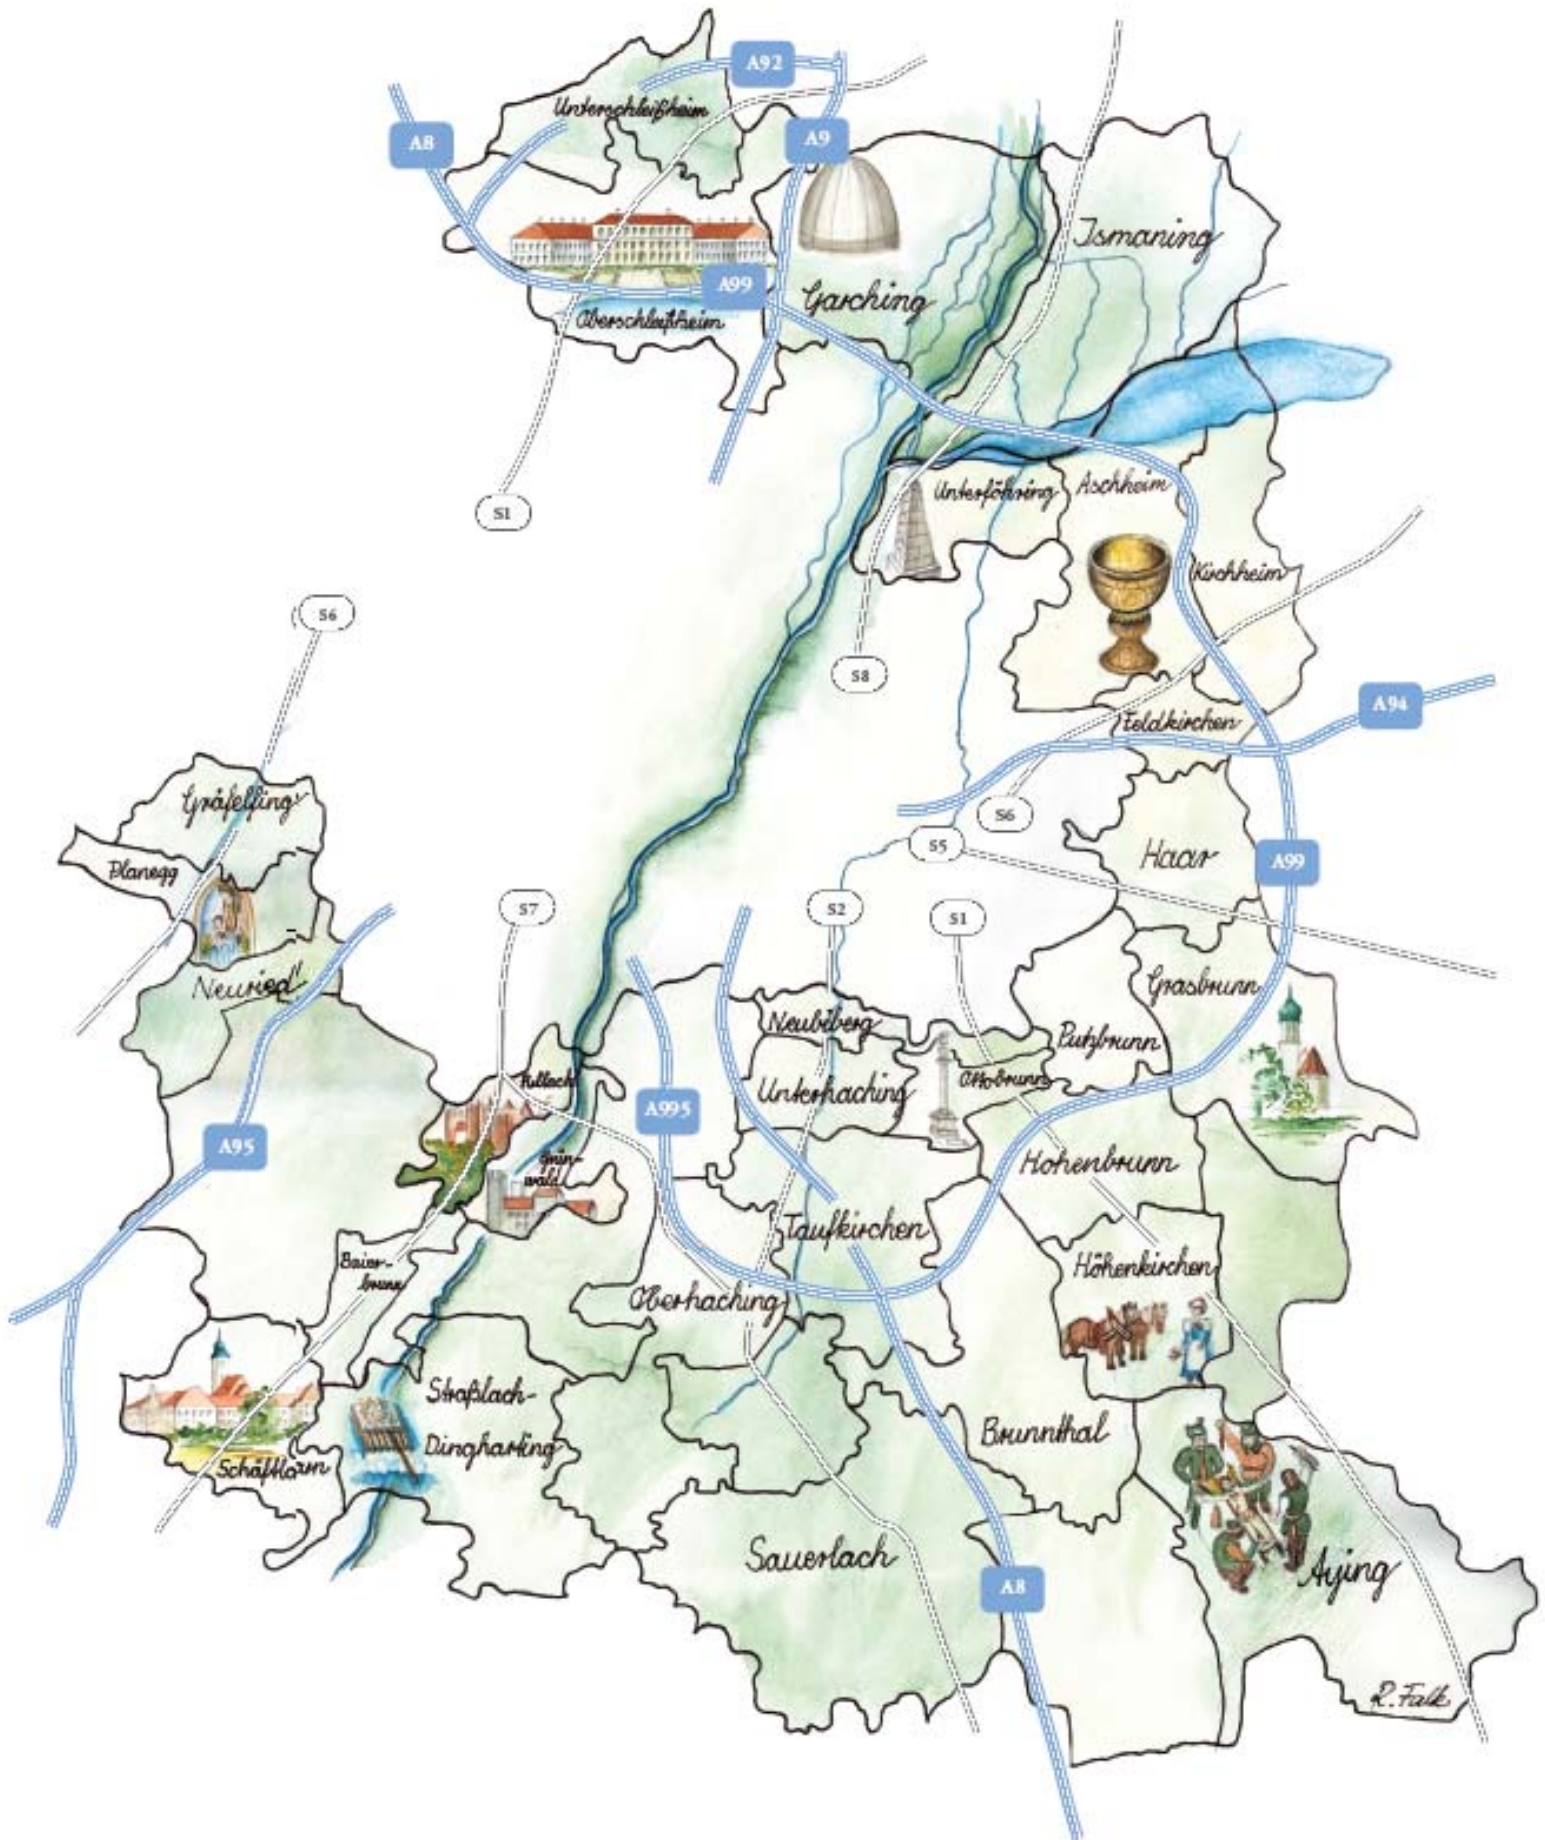 A92
Unterschleißheim
A8
A9
Ismaning
A99
Garching
Oberschleißheim
S1
Unterföhring
Aschheim
Kirchheim
S6
S8
A94
Feldkirchen
Gräfelfing
S6
S5
Haar
A99
Planegg
S7
S2
S1
Neuried
Grasbrunn
Neubiberg
Putzbrunn
Pullach
Unterhaching
Ottobrunn
A995
A95
Grün-
wald
Hohenbrunn
Taufkirchen
Baier-
brunn
Höhenkirchen
Oberhaching
Straßlach-
Dingharting
Brunnthal
Schäftlarn
Sauerlach
Aying
A8
R. Falk